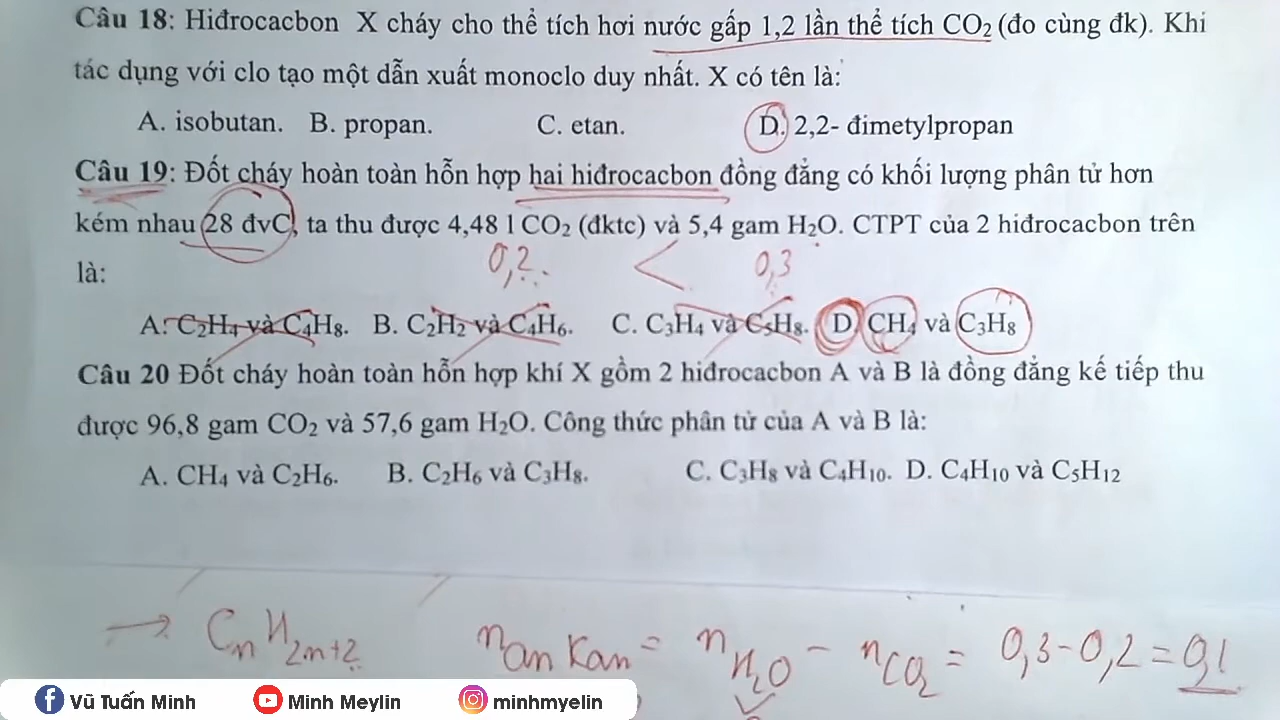 Câu 18: Hiđrocacbon X cháy cho thể tích hơi nước gấp 1,2 lần thể tích CO₂ (đo cùng đk). Khi
tác dụng với clo tạo một dẫn xuất monoclo duy nhất. X có tên là:
A. isobutan. B. propan. C. etan. D. 2,2- đimetylpropan
Câu 19: Đốt cháy hoàn toàn hỗn hợp hai hiđrocacbon đồng đẳng có khối lượng phân tử hơn
kém nhau 28 đvC, ta thu được 4,48 l CO₂ (đktc) và 5,4 gam H₂O. CTPT của 2 hiđrocacbon trên
0,2 < 0,3
là:
A. C₂H₄ và C₄H₈. B. C₂H₂ và C₄H₆. C. C₃H₄ và C₅H₈. D CH₄ và C₃H₈
Câu 20 Đốt cháy hoàn toàn hỗn hợp khí X gồm 2 hiđrocacbon A và B là đồng đẳng kế tiếp thu
được 96,8 gam CO₂ và 57,6 gam H₂O. Công thức phân tử của A và B là:
A. CH₄ và C₂H₆. B. C₂H₆ và C₃H₈. C. C₃H₈ và C₄H₁₀. D. C₄H₁₀ và C₅H₁₂
→ CnH2n+2 nankan = nH₂O - nCO₂ = 0,3-0,2 = 0,1
Vũ Tuấn Minh Minh Meylin minhmyelin